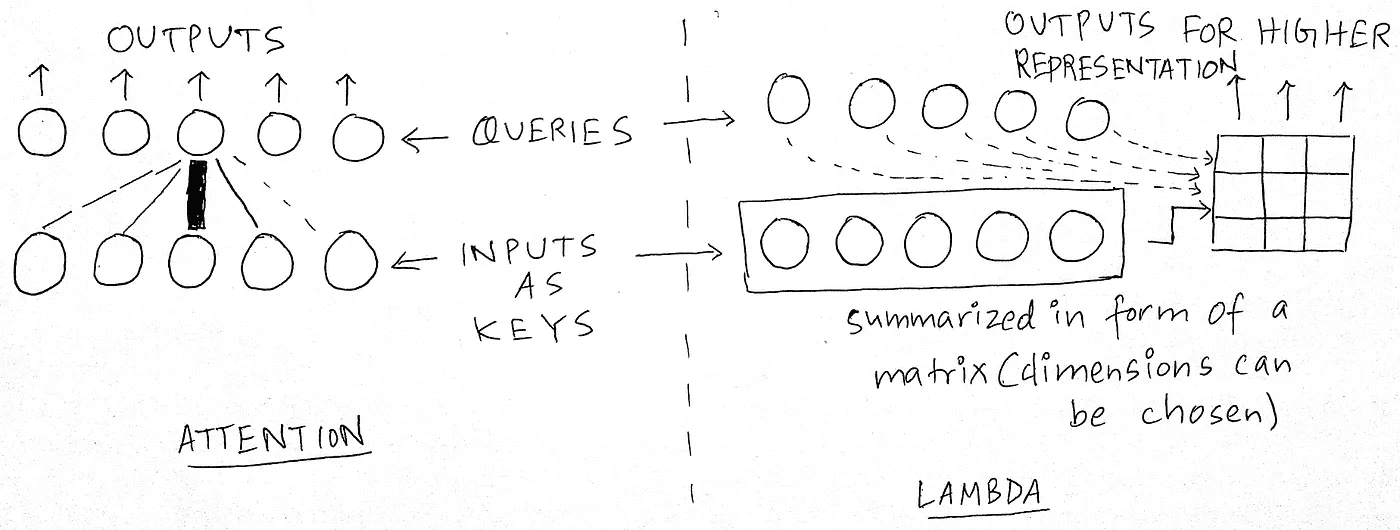 OUTPUTS
QUERIES
INPUTS
AS
KEYS
ATTENTION
OUTPUTS FOR HIGHER
REPRESENTATION
summarized in form of a
matrix (dimensions can
be chosen)
LAMBDA